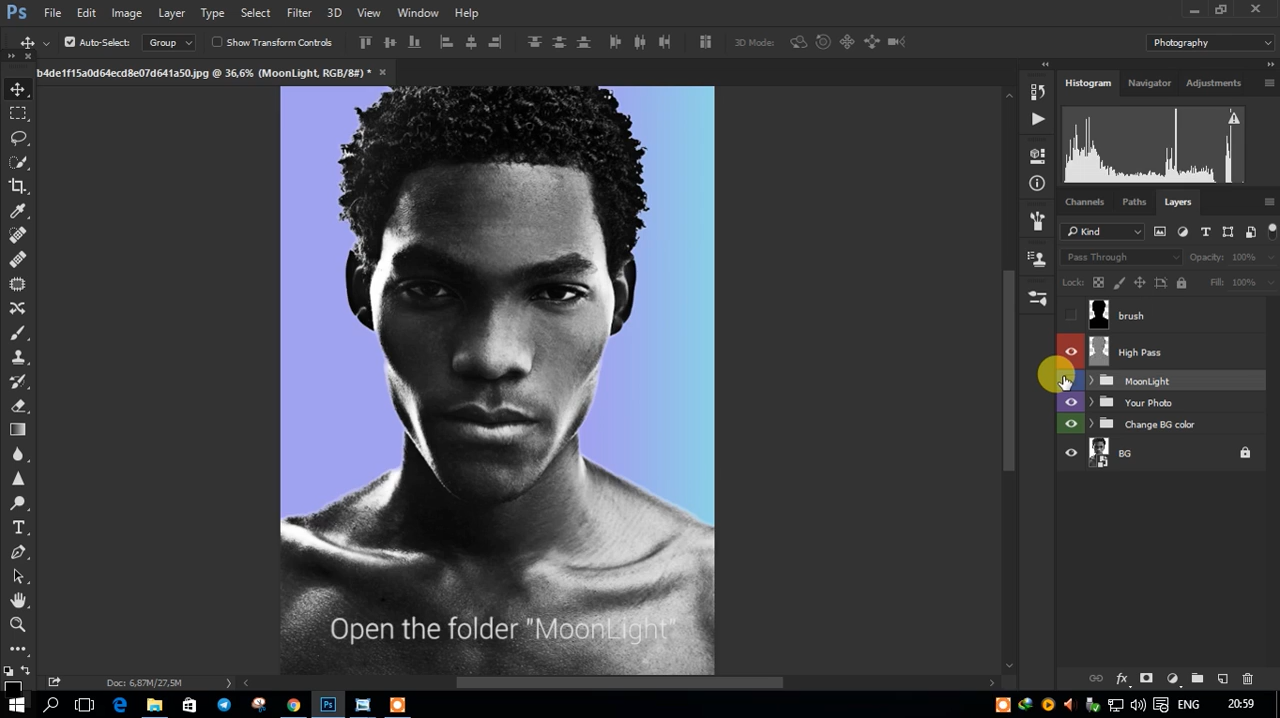 Ps File Edit Image Layer Type Select Filter 3D View Window Help
Auto-Select: Group Show Transform Controls 3D Mode: Photography
b4de1f15a0d64ecd8e07d641a50.jpg @ 36,6% (MoonLight, RGB/8#) *
Histogram Navigator Adjustments
Channels Paths Layers
Kind
Pass Through Opacity: 100%
Lock: Fill: 100%
brush
High Pass
MoonLight
Your Photo
Change BG color
BG
Open the folder "MoonLight"
Doc: 6,87M/27,5M
fx
Ps ENG 20:59